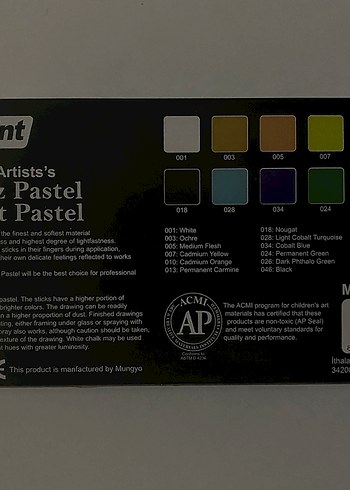 nt
Artists's
z Pastel
t Pastel
the finest and softest material
ss and highest degree of lightfastness.
sticks in their fingers during application,
their own delicate feelings reflected to works
Pastel will be the best choice for professional
pastel. The sticks have a higher portion of
brighter colors. The drawing can be readily
n a higher proportion of dust. Finished drawings
ting, either framing under glass or spraying with
pray also works, although caution should be taken,
texture of the drawing. White chalk may be used
t hues with greater luminosity.
This product is manfactured by Mungyo
001
003
005
007
018
028
034
024
001: White
003: Ochre
005: Medium Flesh
007: Cadmium Yellow
010: Cadmium Orange
013: Permanent Carmine
018: Nougat
028: Light Cobalt Turquoise
034: Cobalt Blue
024: Permanent Green
026: Dark Phthalo Green
046: Black
ACMI
AP
Conforms to
ASTM D 4236
The ACMI program for children's art
materials has certified that these
products are non-toxic (AP Seal)
and meet voluntary standards for
quality and performance.
M
İthala
3420